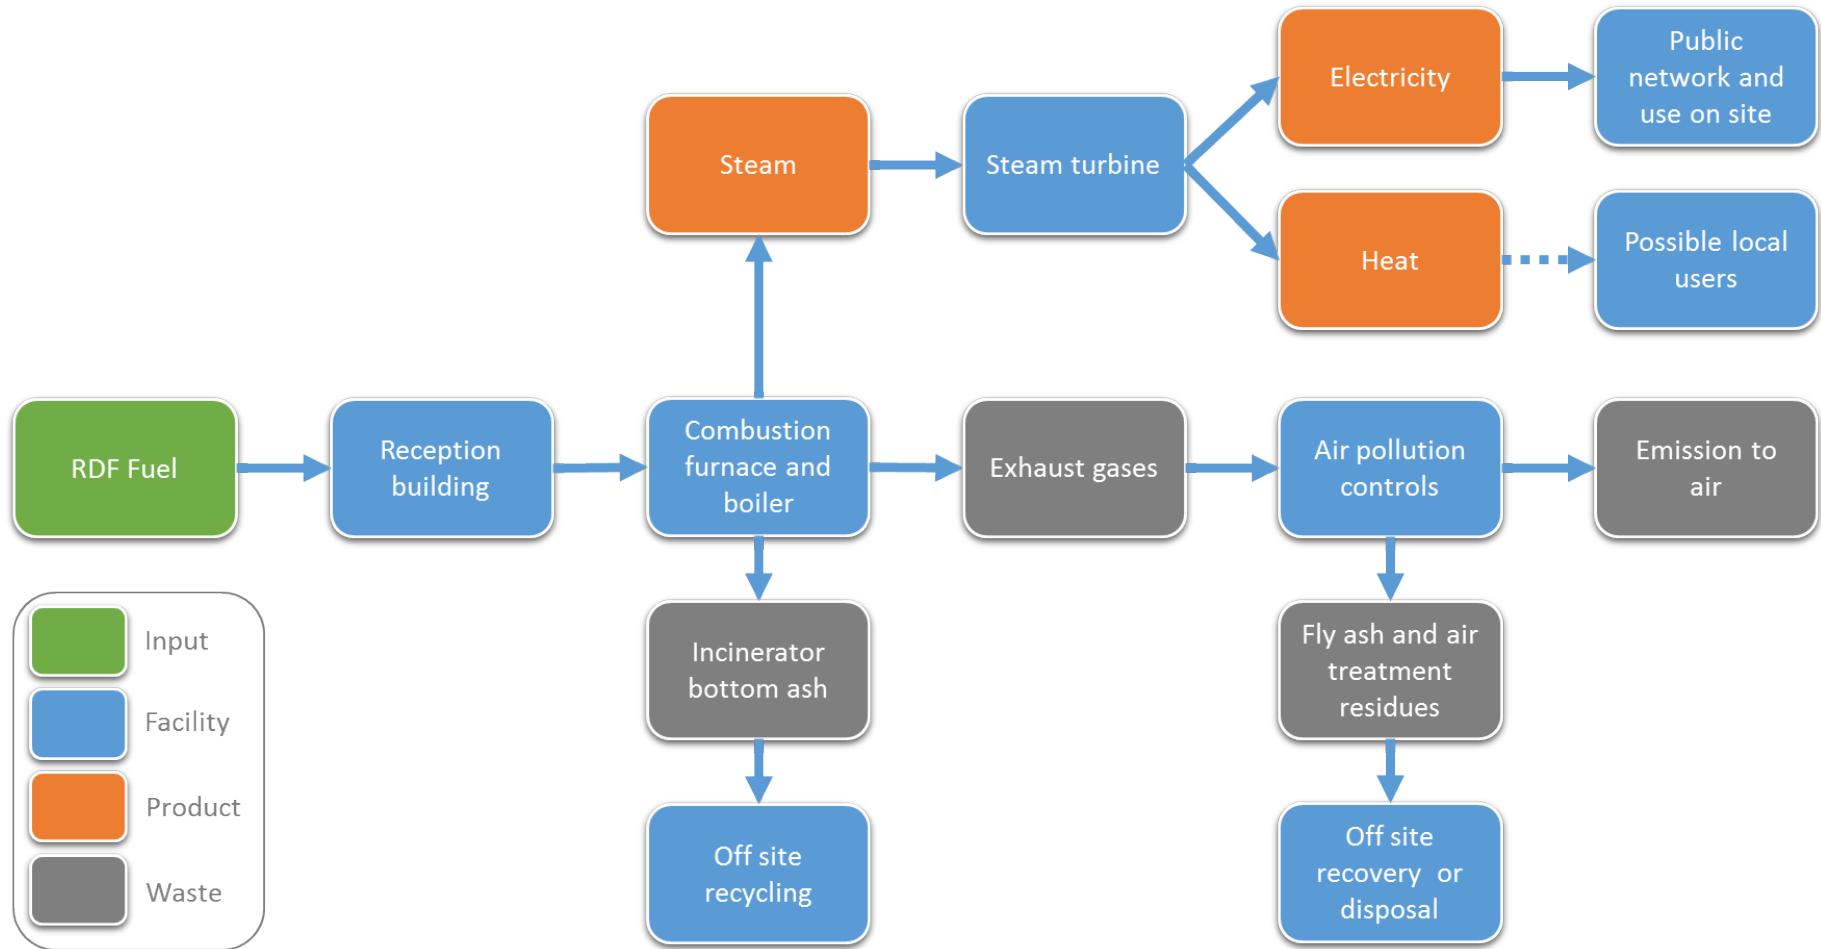 Public
network and
use on site
Electricity
Steam
Steam turbine
Heat
Possible local
users
RDF Fuel
Reception
building
Combustion
furnace and
boiler
Exhaust gases
Air pollution
controls
Emission to
air
Input
Facility
Product
Waste
Incinerator
bottom ash
Fly ash and air
treatment
residues
Off site
recycling
Off site
recovery or
disposal